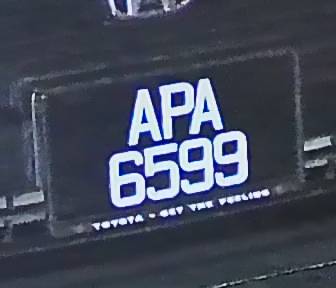 APA
6599
TOYOTA - GET THE FEELING